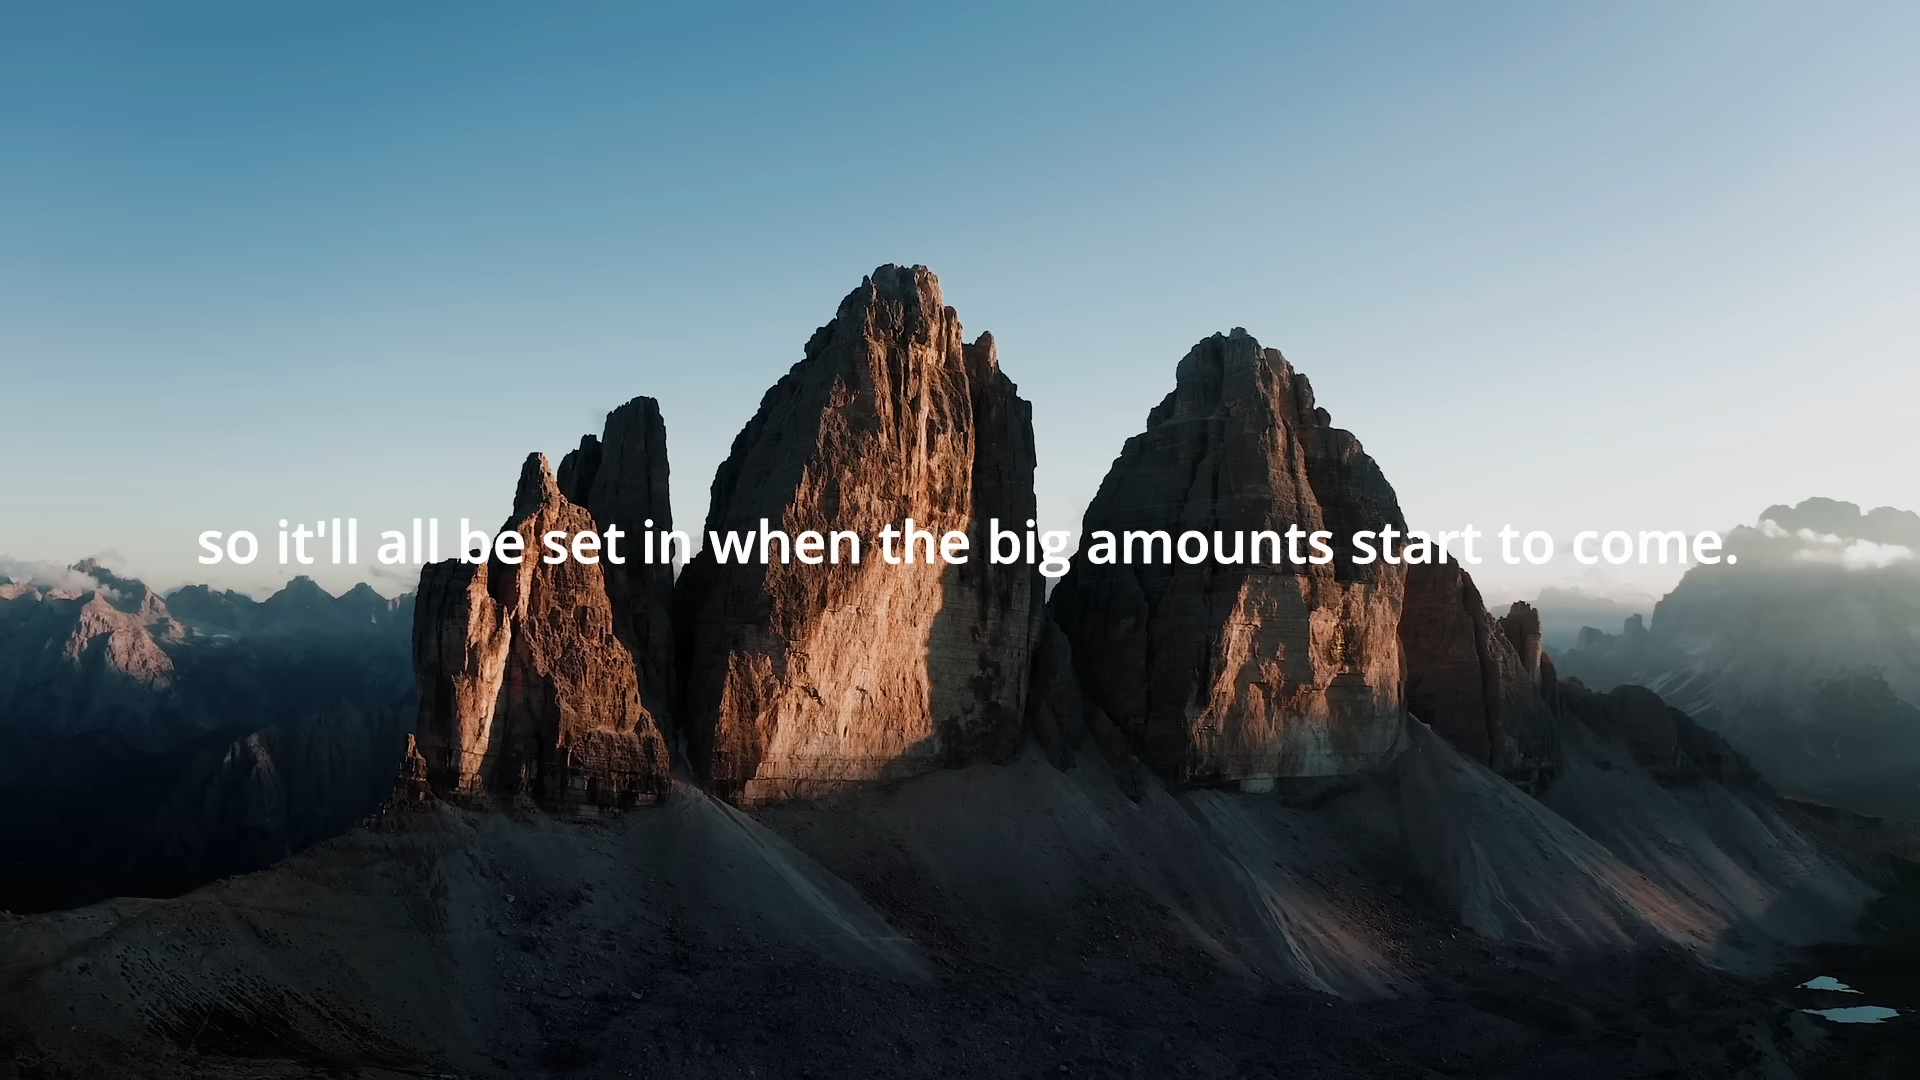 so it'll all be set in when the big amounts start to come.